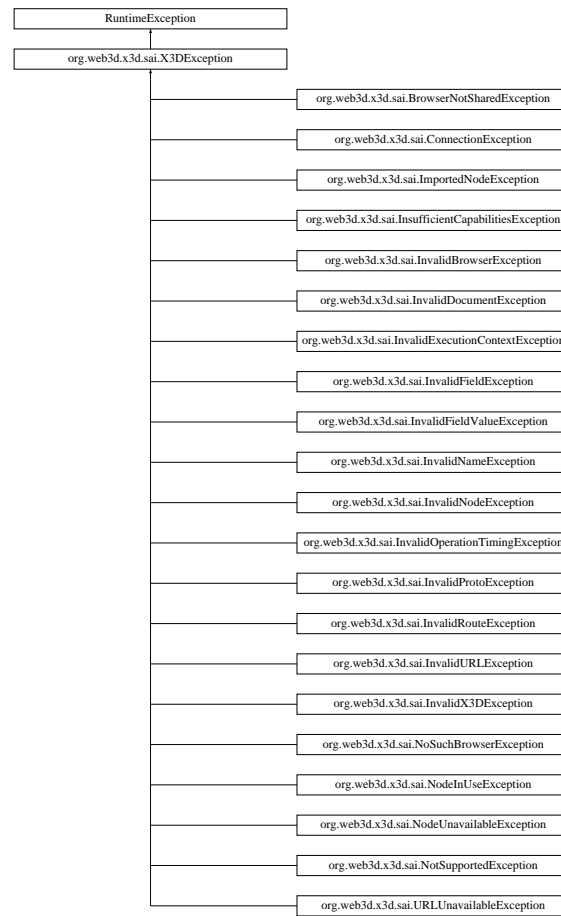 RuntimeException
org.web3d.x3d.sai.X3DException
org.web3d.x3d.sai.BrowserNotSharedException
org.web3d.x3d.sai.ConnectionException
org.web3d.x3d.sai.ImportedNodeException
org.web3d.x3d.sai.InsufficientCapabilitiesException
org.web3d.x3d.sai.InvalidBrowserException
org.web3d.x3d.sai.InvalidDocumentException
org.web3d.x3d.sai.InvalidExecutionContextException
org.web3d.x3d.sai.InvalidFieldException
org.web3d.x3d.sai.InvalidFieldValueException
org.web3d.x3d.sai.InvalidNameException
org.web3d.x3d.sai.InvalidNodeException
org.web3d.x3d.sai.InvalidOperationTimingException
org.web3d.x3d.sai.InvalidProtoException
org.web3d.x3d.sai.InvalidRouteException
org.web3d.x3d.sai.InvalidURLException
org.web3d.x3d.sai.InvalidX3DException
org.web3d.x3d.sai.NoSuchBrowserException
org.web3d.x3d.sai.NodeInUseException
org.web3d.x3d.sai.NodeUnavailableException
org.web3d.x3d.sai.NotSupportedException
org.web3d.x3d.sai.URLUnavailableException